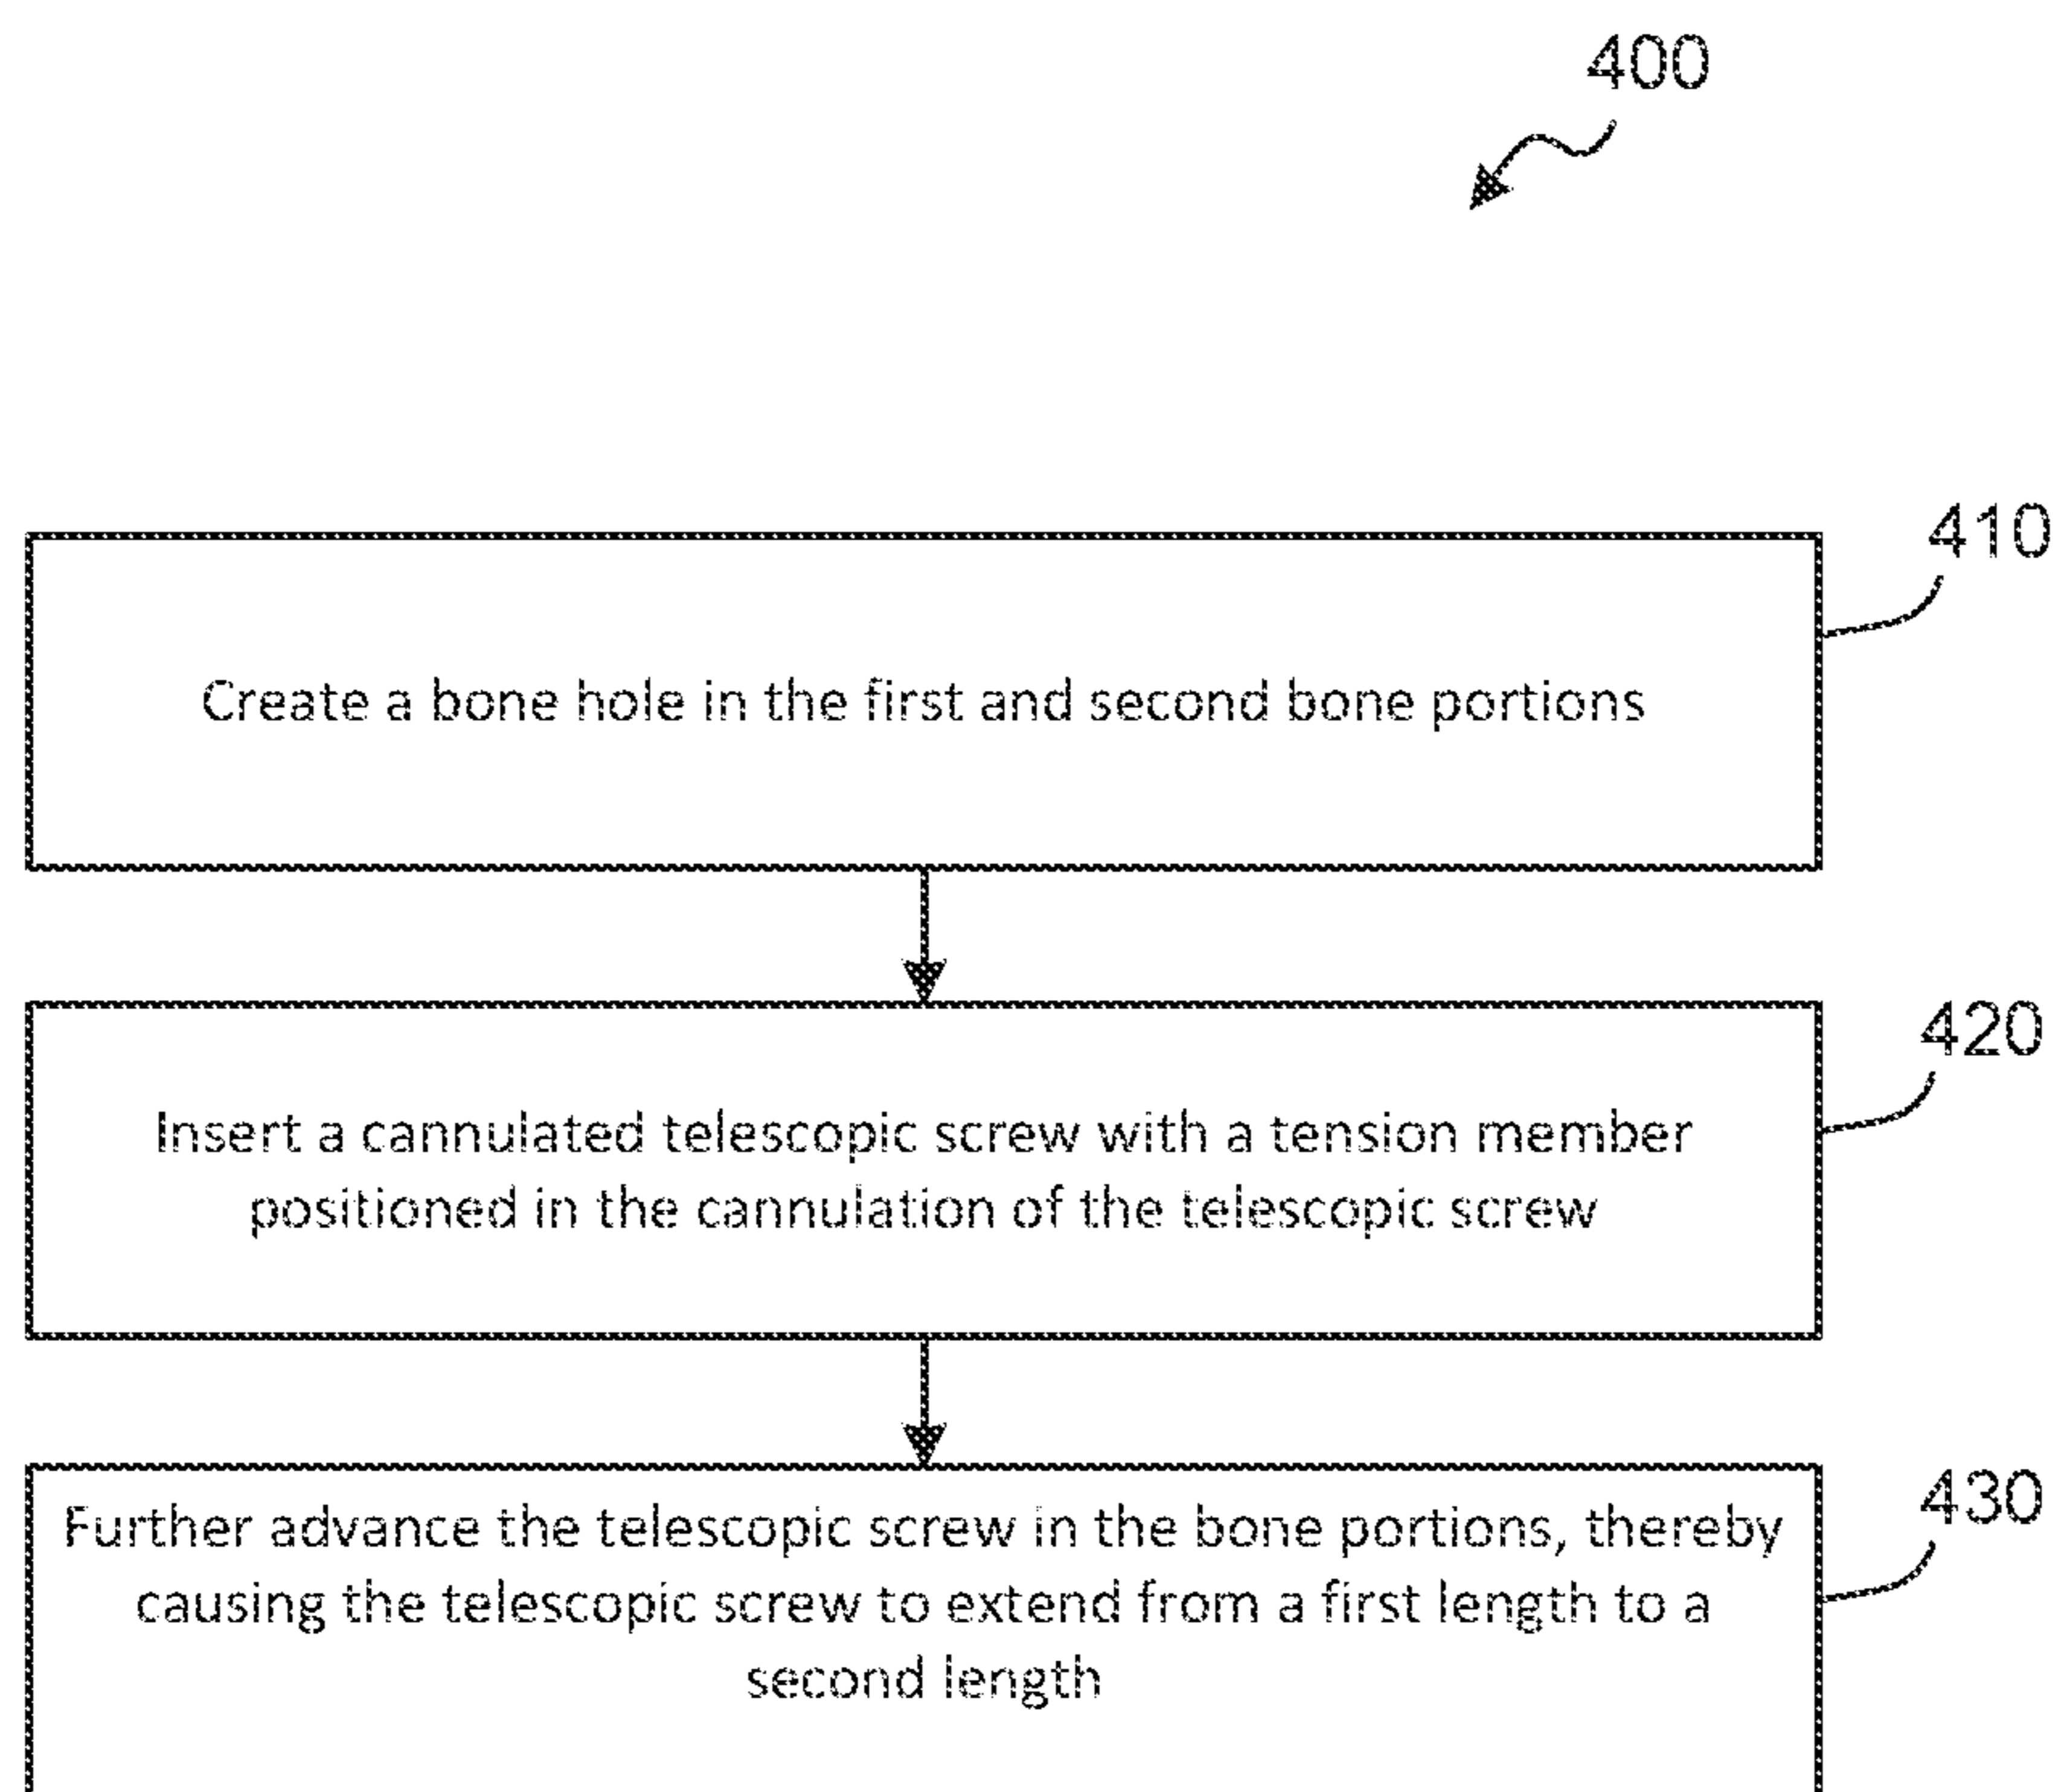 400
410
Create a bone hole in the first and second bone portions
420
Insert a cannulated telescopic screw with a tension member
positioned in the cannulation of the telescopic screw
430
Further advance the telescopic screw in the bone portions, thereby
causing the telescopic screw to extend from a first length to a
second length